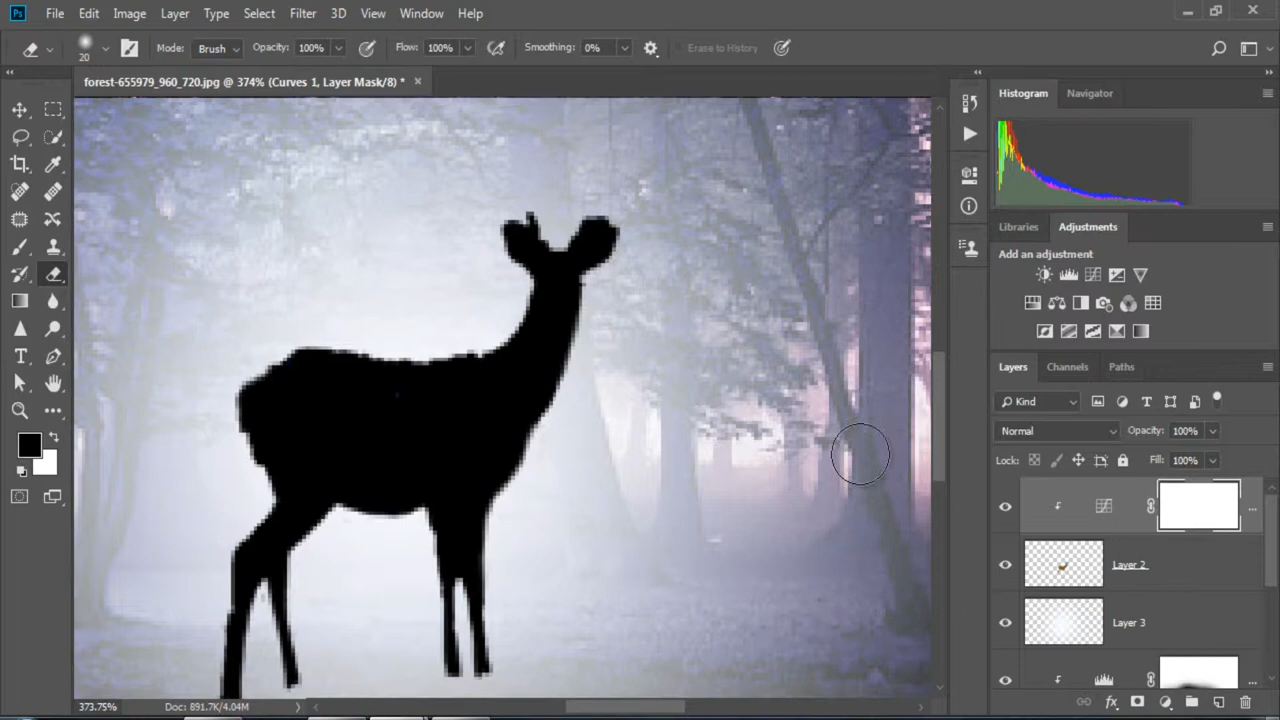 Ps File Edit Image Layer Type Select Filter 3D View Window Help
20 Mode: Brush Opacity: 100% Flow: 100% Smoothing: 0% Erase to History
forest-655979_960_720.jpg @ 374% (Curves 1, Layer Mask/8) *
Histogram Navigator
Libraries Adjustments
Add an adjustment
Layers Channels Paths
Kind
Normal Opacity: 100%
Lock: Fill: 100%
Layer 2
Layer 3
373.75% Doc: 891.7K/4.04M